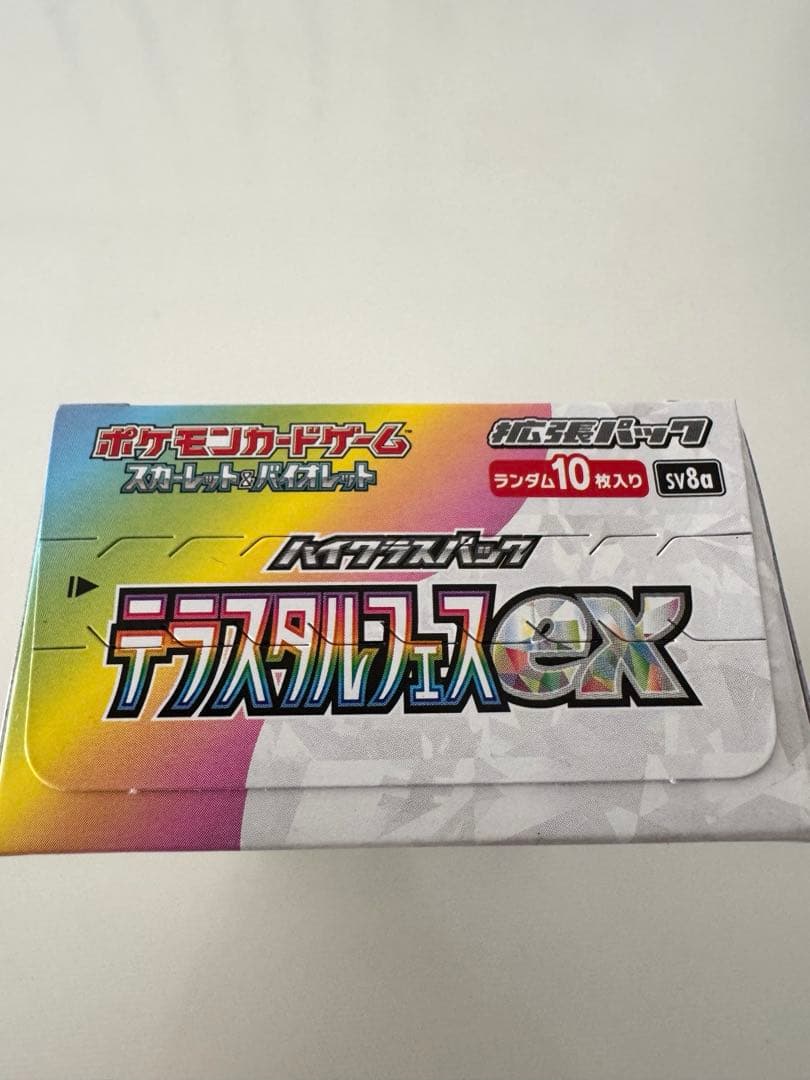 ポケモンカードゲーム™
スカーレット&バイオレット
拡張パック
ランダム10枚入り
SV8a
ハイクラスパック
テラスタルフェスex